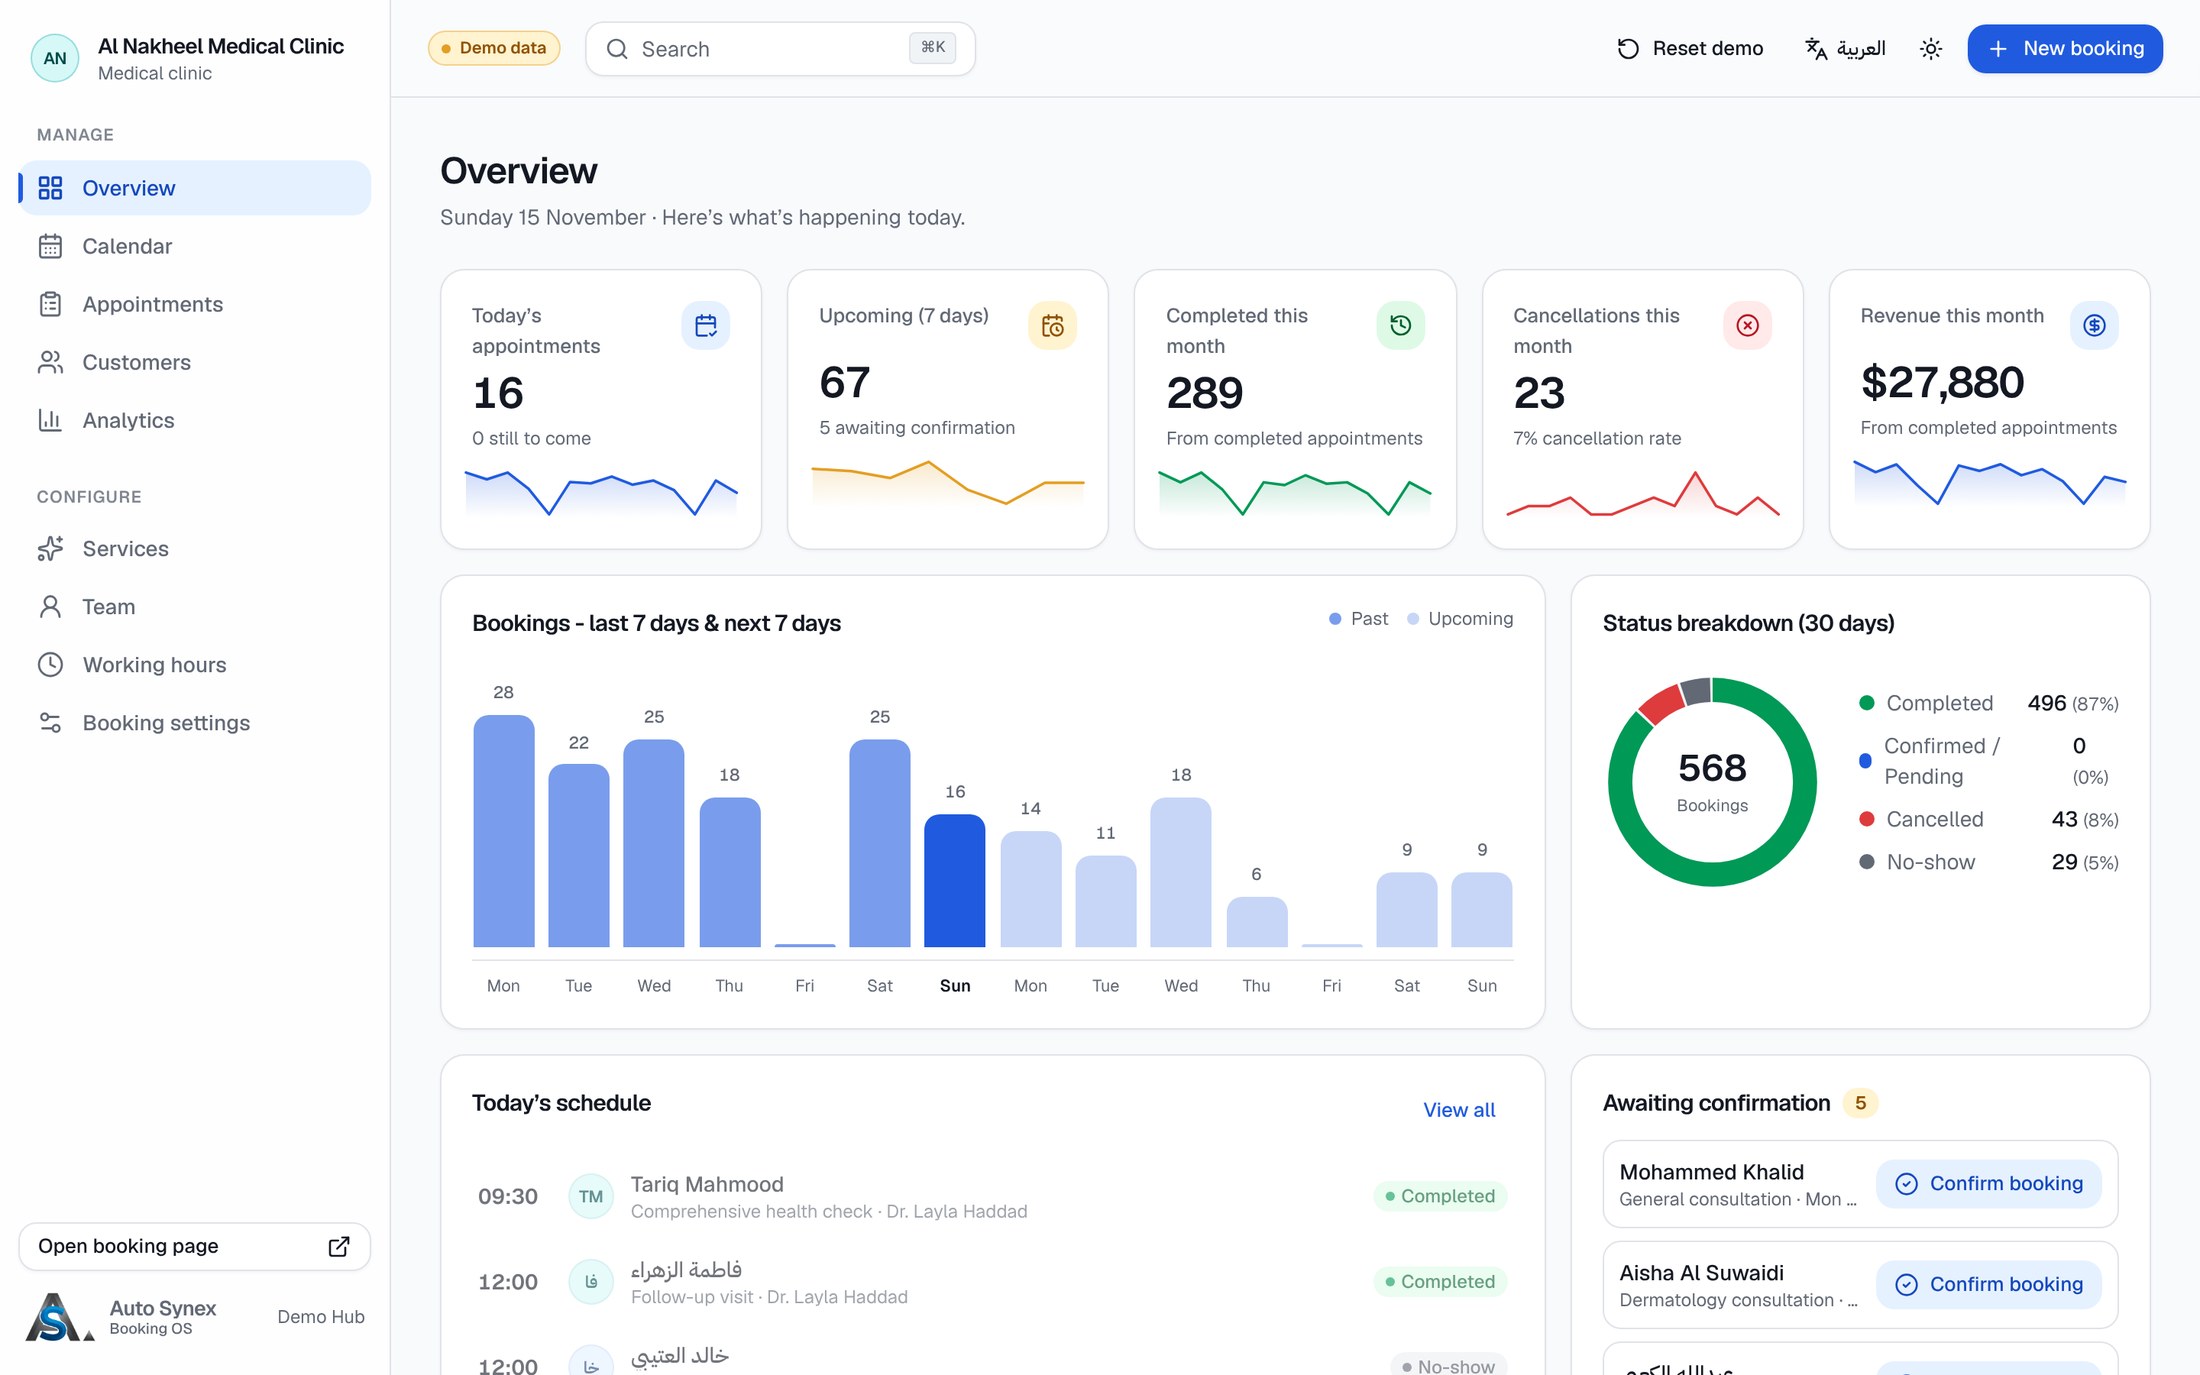 AN
Al Nakheel Medical Clinic
Medical clinic
MANAGE
Overview
Calendar
Appointments
Customers
Analytics
CONFIGURE
Services
Team
Working hours
Booking settings
Open booking page
Auto Synex
Booking OS
Demo Hub
Demo data
Search
⌘K
Reset demo
العربية
New booking
Overview
Sunday 15 November · Here’s what’s happening today.
Today’s
appointments
16
0 still to come
Upcoming (7 days)
67
5 awaiting confirmation
Completed this
month
289
From completed appointments
Cancellations this
month
23
7% cancellation rate
Revenue this month
$27,880
From completed appointments
Bookings - last 7 days & next 7 days
Past
Upcoming
28 22 25 18 25 16 14 11 18 6 9 9
Mon Tue Wed Thu Fri Sat Sun Mon Tue Wed Thu Fri Sat Sun
Status breakdown (30 days)
568
Bookings
Completed 496 (87%)
Confirmed /
Pending
0
(0%)
Cancelled 43 (8%)
No-show 29 (5%)
Today’s schedule
View all
09:30
TM
Tariq Mahmood
Comprehensive health check · Dr. Layla Haddad
Completed
12:00
فا
فاطمة الزهراء
Follow-up visit · Dr. Layla Haddad
Completed
12:00
خا
خالد العتيبي
No-show
Awaiting confirmation 5
Mohammed Khalid
General consultation · Mon ...
Confirm booking
Aisha Al Suwaidi
Dermatology consultation · ...
Confirm booking